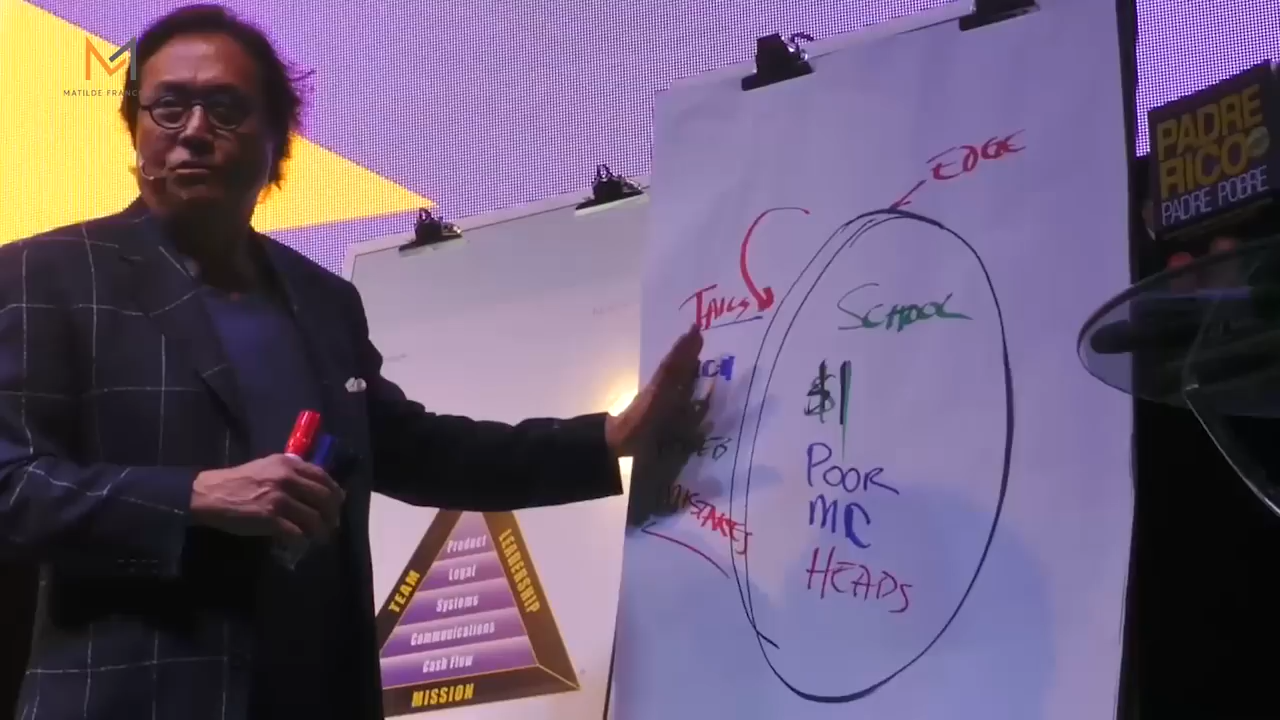 M
MATILDE FRANC
PADRE
RICO
PADRE POBRE
EDGE
TAILS
SCHOOL
$1
POOR
MC
HEADS
MISTAKES
Product
Legal
Systems
Communications
Cash Flow
TEAM
LEADERSHIP
MISSION